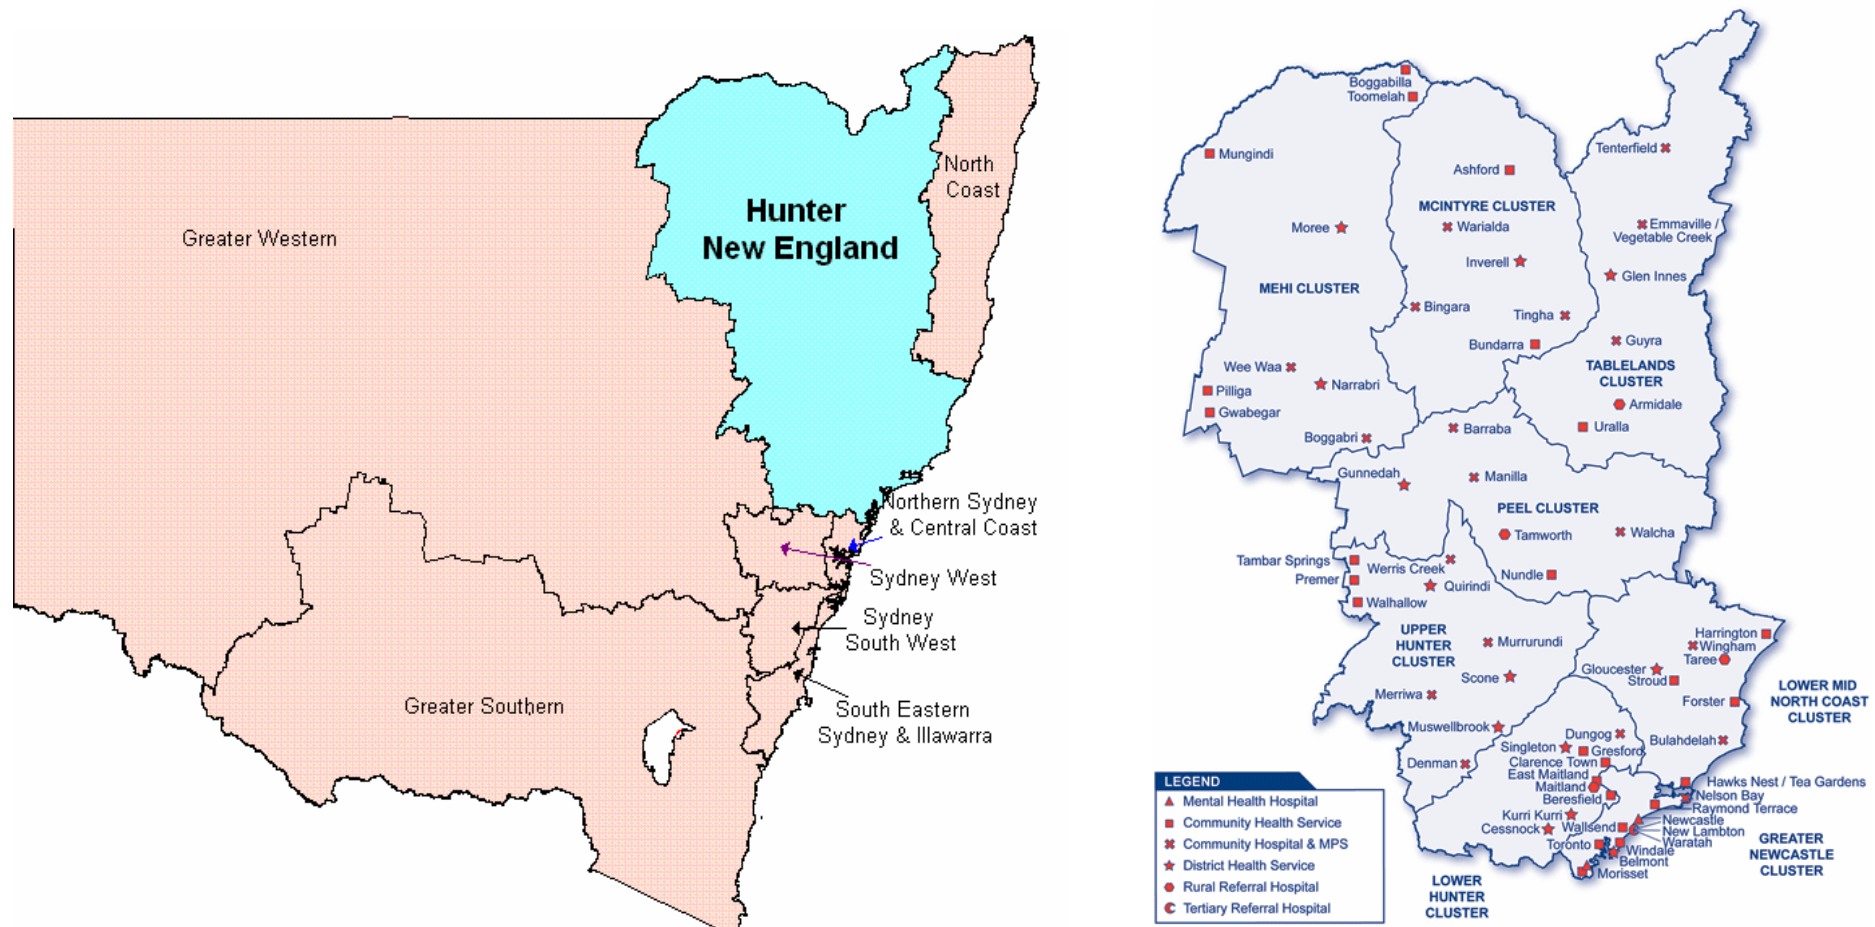 Greater Western
Hunter
New England
North
Coast
Northern Sydney
& Central Coast
Sydney West
Sydney
South West
South Eastern
Sydney & Illawarra
Greater Southern
Boggabilla
Toomelah
Mungindi
Tenterfield
Ashford
MCINTYRE CLUSTER
Warialda
Moree
Emmaville /
Vegetable Creek
Inverell
Glen Innes
MEHI CLUSTER
Bingara
Tingha
Bundarra
Guyra
Wee Waa
Narrabri
TABLELANDS
CLUSTER
Pilliga
Gwabegar
Armidale
Uralla
Boggabri
Barraba
Gunnedah
Manilla
PEEL CLUSTER
Tamworth
Walcha
Tambar Springs
Werris Creek
Premer
Quirindi
Nundle
Walhallow
UPPER
HUNTER
CLUSTER
Murrurundi
Harrington
Wingham
Taree
Gloucester
Stroud
Scone
Merriwa
Forster
LOWER MID
NORTH COAST
CLUSTER
Muswellbrook
Dungog
Bulahdelah
Singleton
Gresford
Denman
Clarence Town
East Maitland
Maitland
Beresfield
Hawks Nest / Tea Gardens
Nelson Bay
Raymond Terrace
Kurri Kurri
Cessnock
Wallsend
Newcastle
New Lambton
Waratah
Toronto
Windale
Belmont
Morisset
GREATER
NEWCASTLE
CLUSTER
LOWER
HUNTER
CLUSTER
LEGEND
Mental Health Hospital
Community Health Service
Community Hospital & MPS
District Health Service
Rural Referral Hospital
Tertiary Referral Hospital